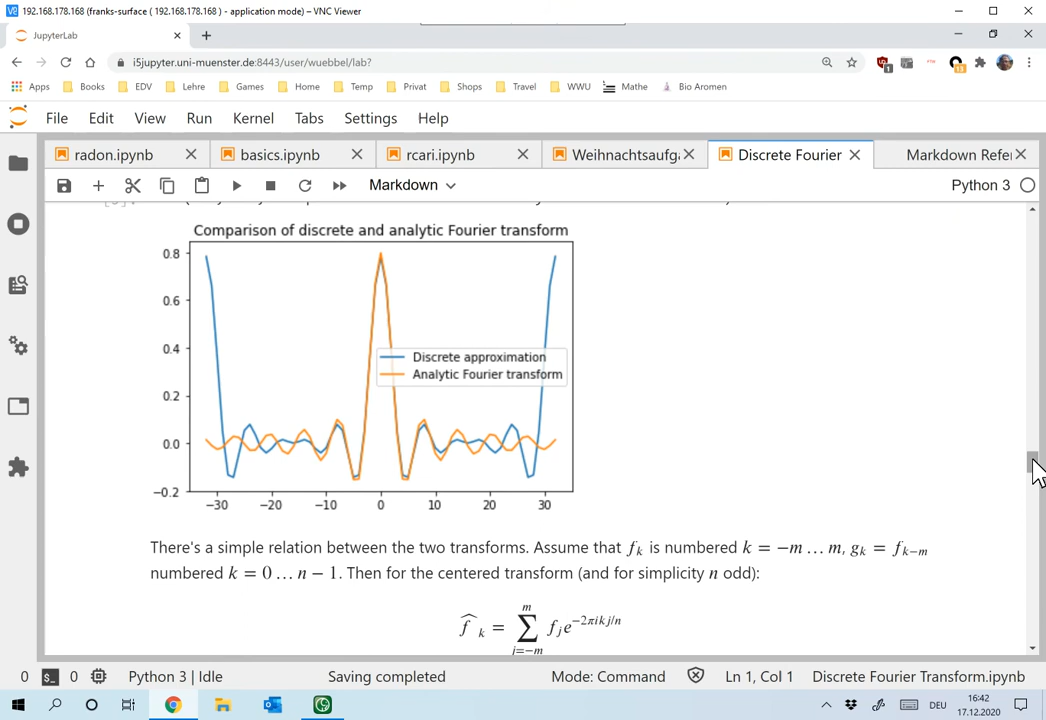 192.168.178.168 (franks-surface ( 192.168.178.168 ) - application mode) – VNC Viewer
JupyterLab
i5jupyter.uni-muenster.de:8443/user/wuebbel/lab?
Apps Books EDV Lehre Games Home Temp Privat Shops Travel WWU Mathe Bio Aromen
File Edit View Run Kernel Tabs Settings Help
radon.ipynb basics.ipynb rcari.ipynb Weihnachtsaufg Discrete Fourier Markdown Refe
Markdown Python 3
Comparison of discrete and analytic Fourier transform
0.8
0.6
0.4
0.2
0.0
−0.2
Discrete approximation
Analytic Fourier transform
−30 −20 −10 0 10 20 30
There's a simple relation between the two transforms. Assume that f_k is numbered k = −m … m, g_k = f_{k−m}
numbered k = 0 … n − 1. Then for the centered transform (and for simplicity n odd):
\widehat{f}_k = \sum_{j=−m}^{m} f_j e^{−2πikj/n}
0 0 Python 3 | Idle Saving completed Mode: Command Ln 1, Col 1 Discrete Fourier Transform.ipynb
DEU 16:42
17.12.2020